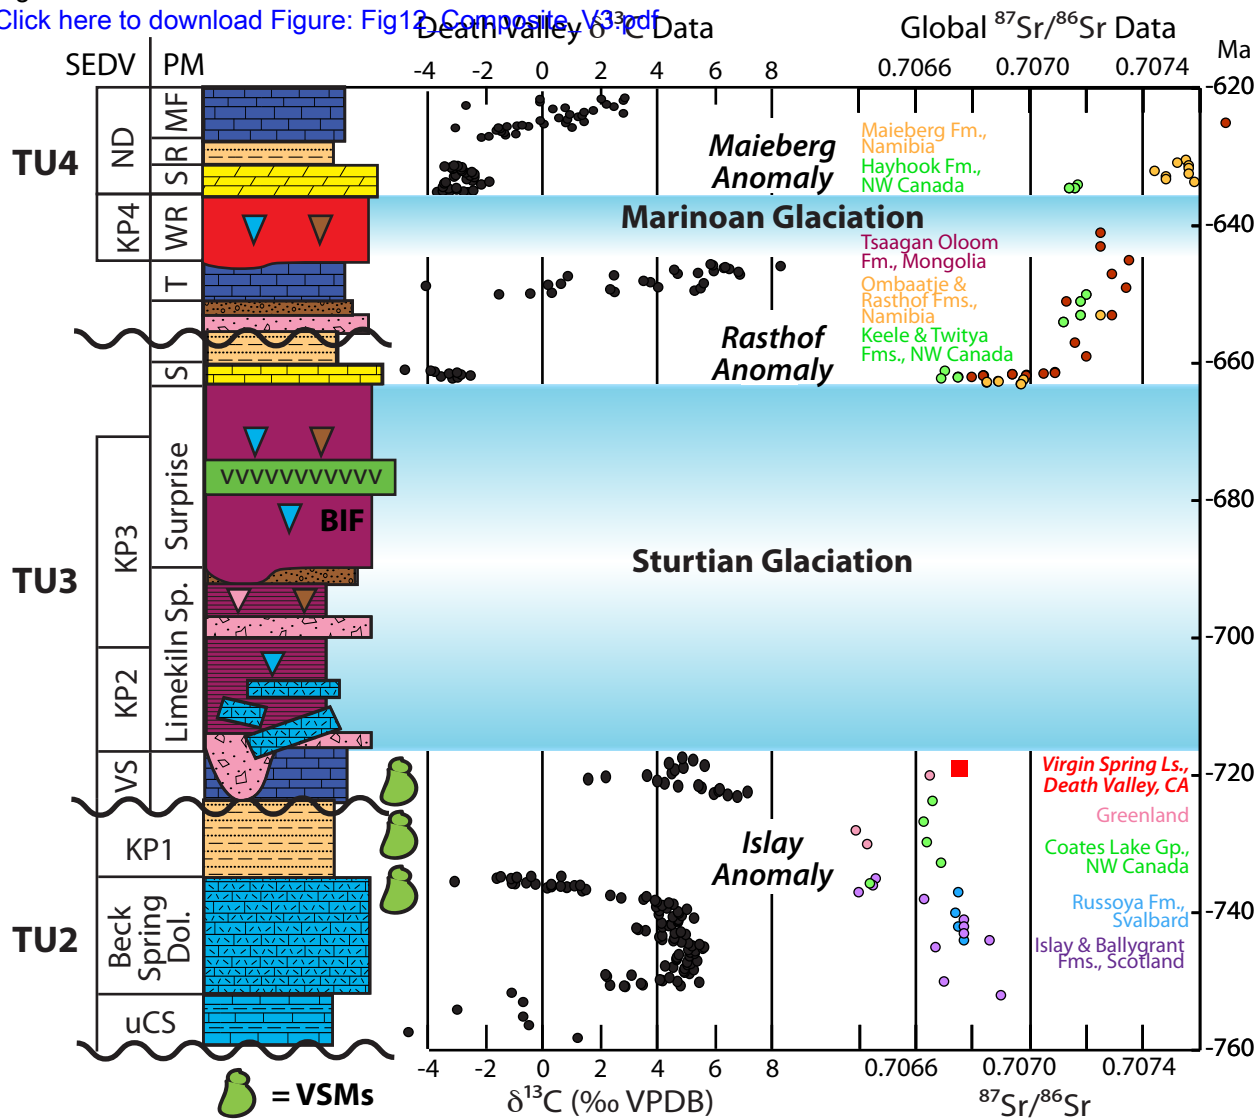 Click here to download Figure: Fig12_Composite_V3.pdf
Death Valley δ13C Data
Global 87Sr/86Sr Data
SEDV
PM
-4 -2 0 2 4 6 8
0.7066 0.7070 0.7074
Ma
-620
TU4
ND
MF
R
S
KP4
WR
T
Maieberg
Anomaly
Maieberg Fm.,
Namibia
Hayhook Fm.,
NW Canada
Marinoan Glaciation
-640
Tsaagan Oloom
Fm., Mongolia
Ombaatje &
Rasthof Fms.,
Namibia
Keele & Twitya
Fms., NW Canada
Rasthof
Anomaly
-660
S
TU3
KP3
Surprise
VVVVVVVVVVV
BIF
-680
Sturtian Glaciation
-700
KP2
Limekiln Sp.
VS
-720
Virgin Spring Ls.,
Death Valley, CA
Greenland
Coates Lake Gp.,
NW Canada
Russoya Fm.,
Svalbard
Islay & Ballygrant
Fms., Scotland
KP1
Islay
Anomaly
TU2
Beck
Spring
Dol.
-740
uCS
-760
-4 -2 0 2 4 6 8
0.7066 0.7070 0.7074
= VSMs
δ13C (‰ VPDB)
87Sr/86Sr